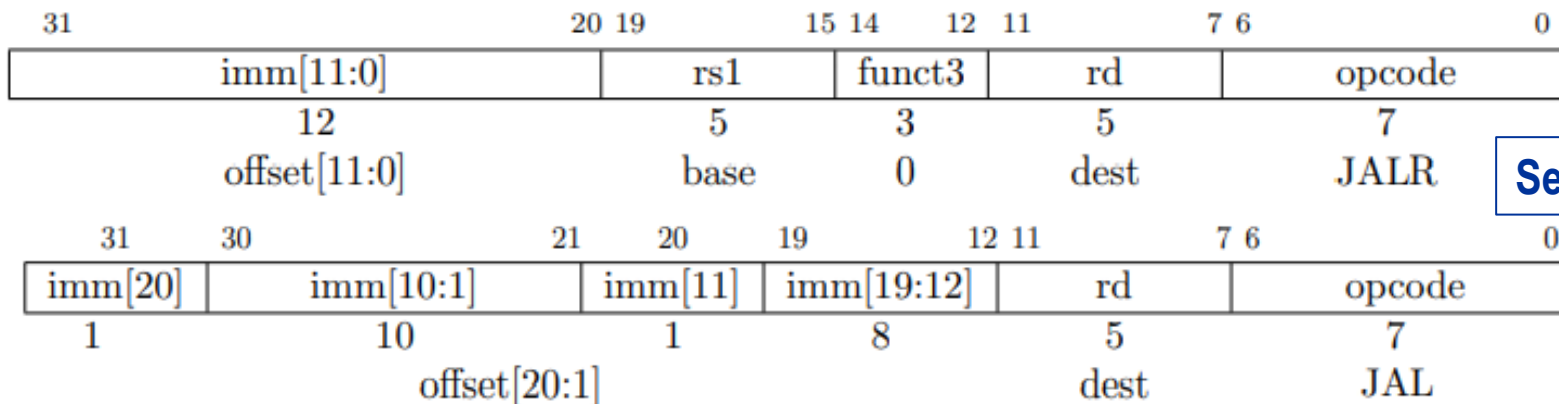 31 20 19 15 14 12 11 7 6 0
imm[11:0] rs1 funct3 rd opcode
12 5 3 5 7
offset[11:0] base 0 dest JALR
Se
31 30 21 20 19 12 11 7 6 0
imm[20] imm[10:1] imm[11] imm[19:12] rd opcode
1 10 1 8 5 7
offset[20:1] dest JAL